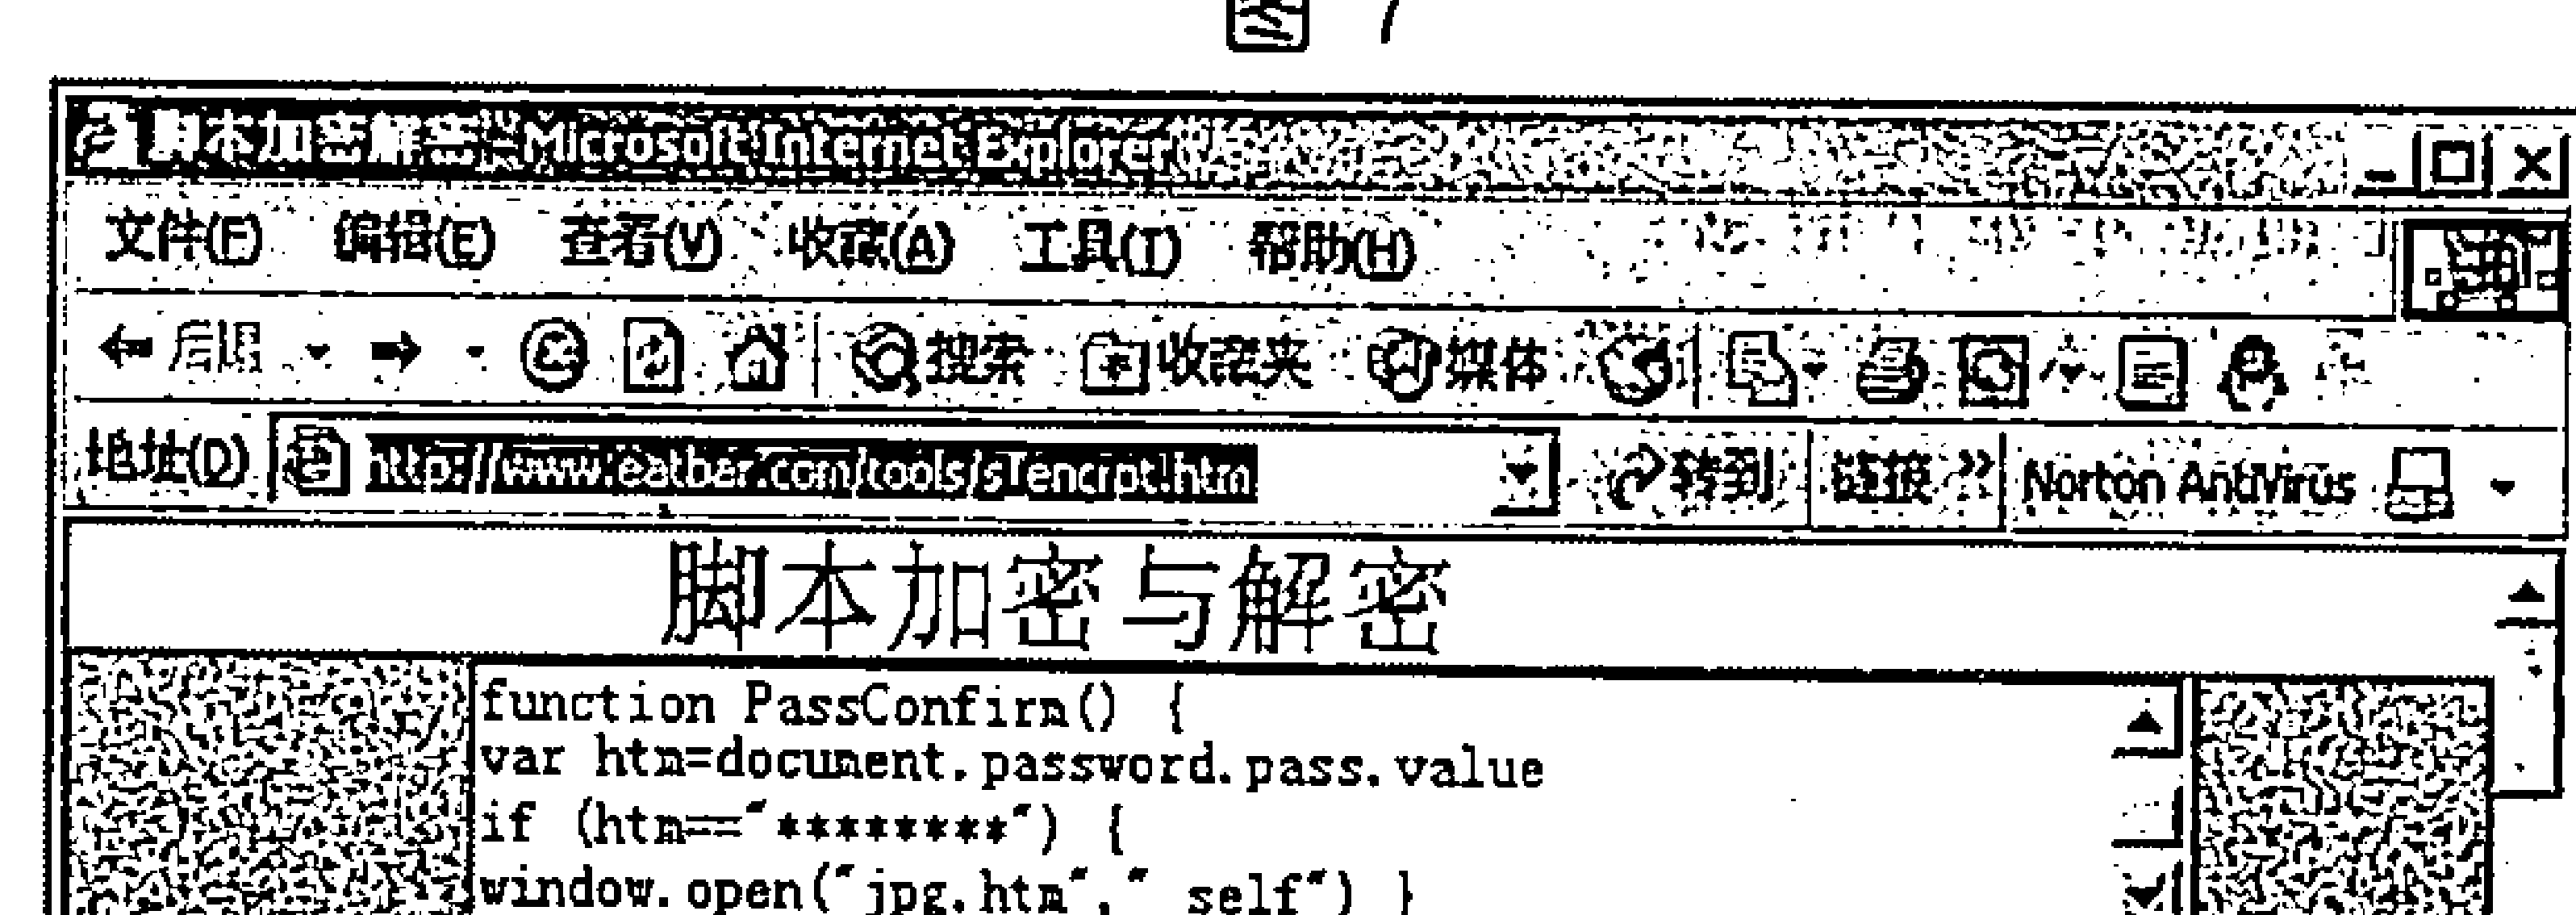 图 7
脚本加密解密 - Microsoft Internet Explorer
文件(F) 编辑(E) 查看(V) 收藏(A) 工具(T) 帮助(H)
后退 搜索 收藏夹 媒体
地址(D) http://www.eatbar.com/tools/sTencrpt.htm 转到 链接 » Norton AntiVirus
脚本加密与解密
function PassConfirm() {
var htm=document.password.pass.value
if (htm=="********") {
window.open("jpg.htm","_self") }